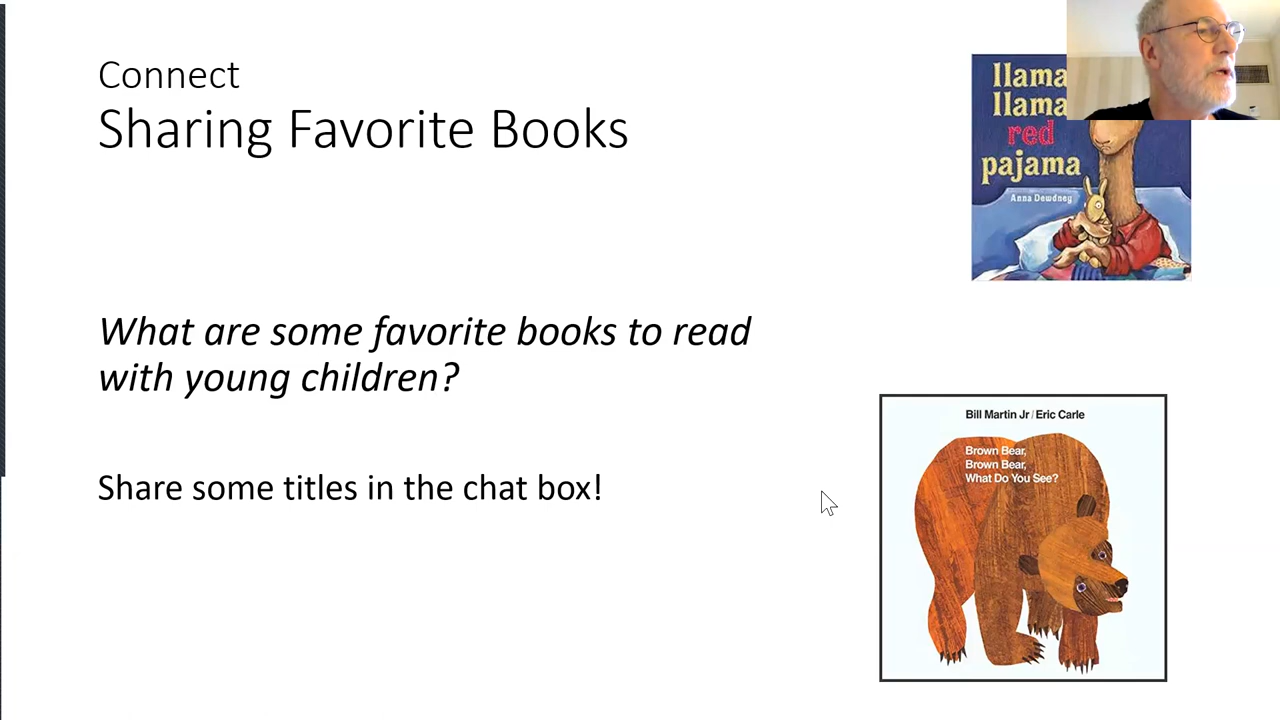 Connect
Sharing Favorite Books
llama
llama
red
pajama
Anna Dewdney
What are some favorite books to read
with young children?
Share some titles in the chat box!
Bill Martin Jr / Eric Carle
Brown Bear,
Brown Bear,
What Do You See?